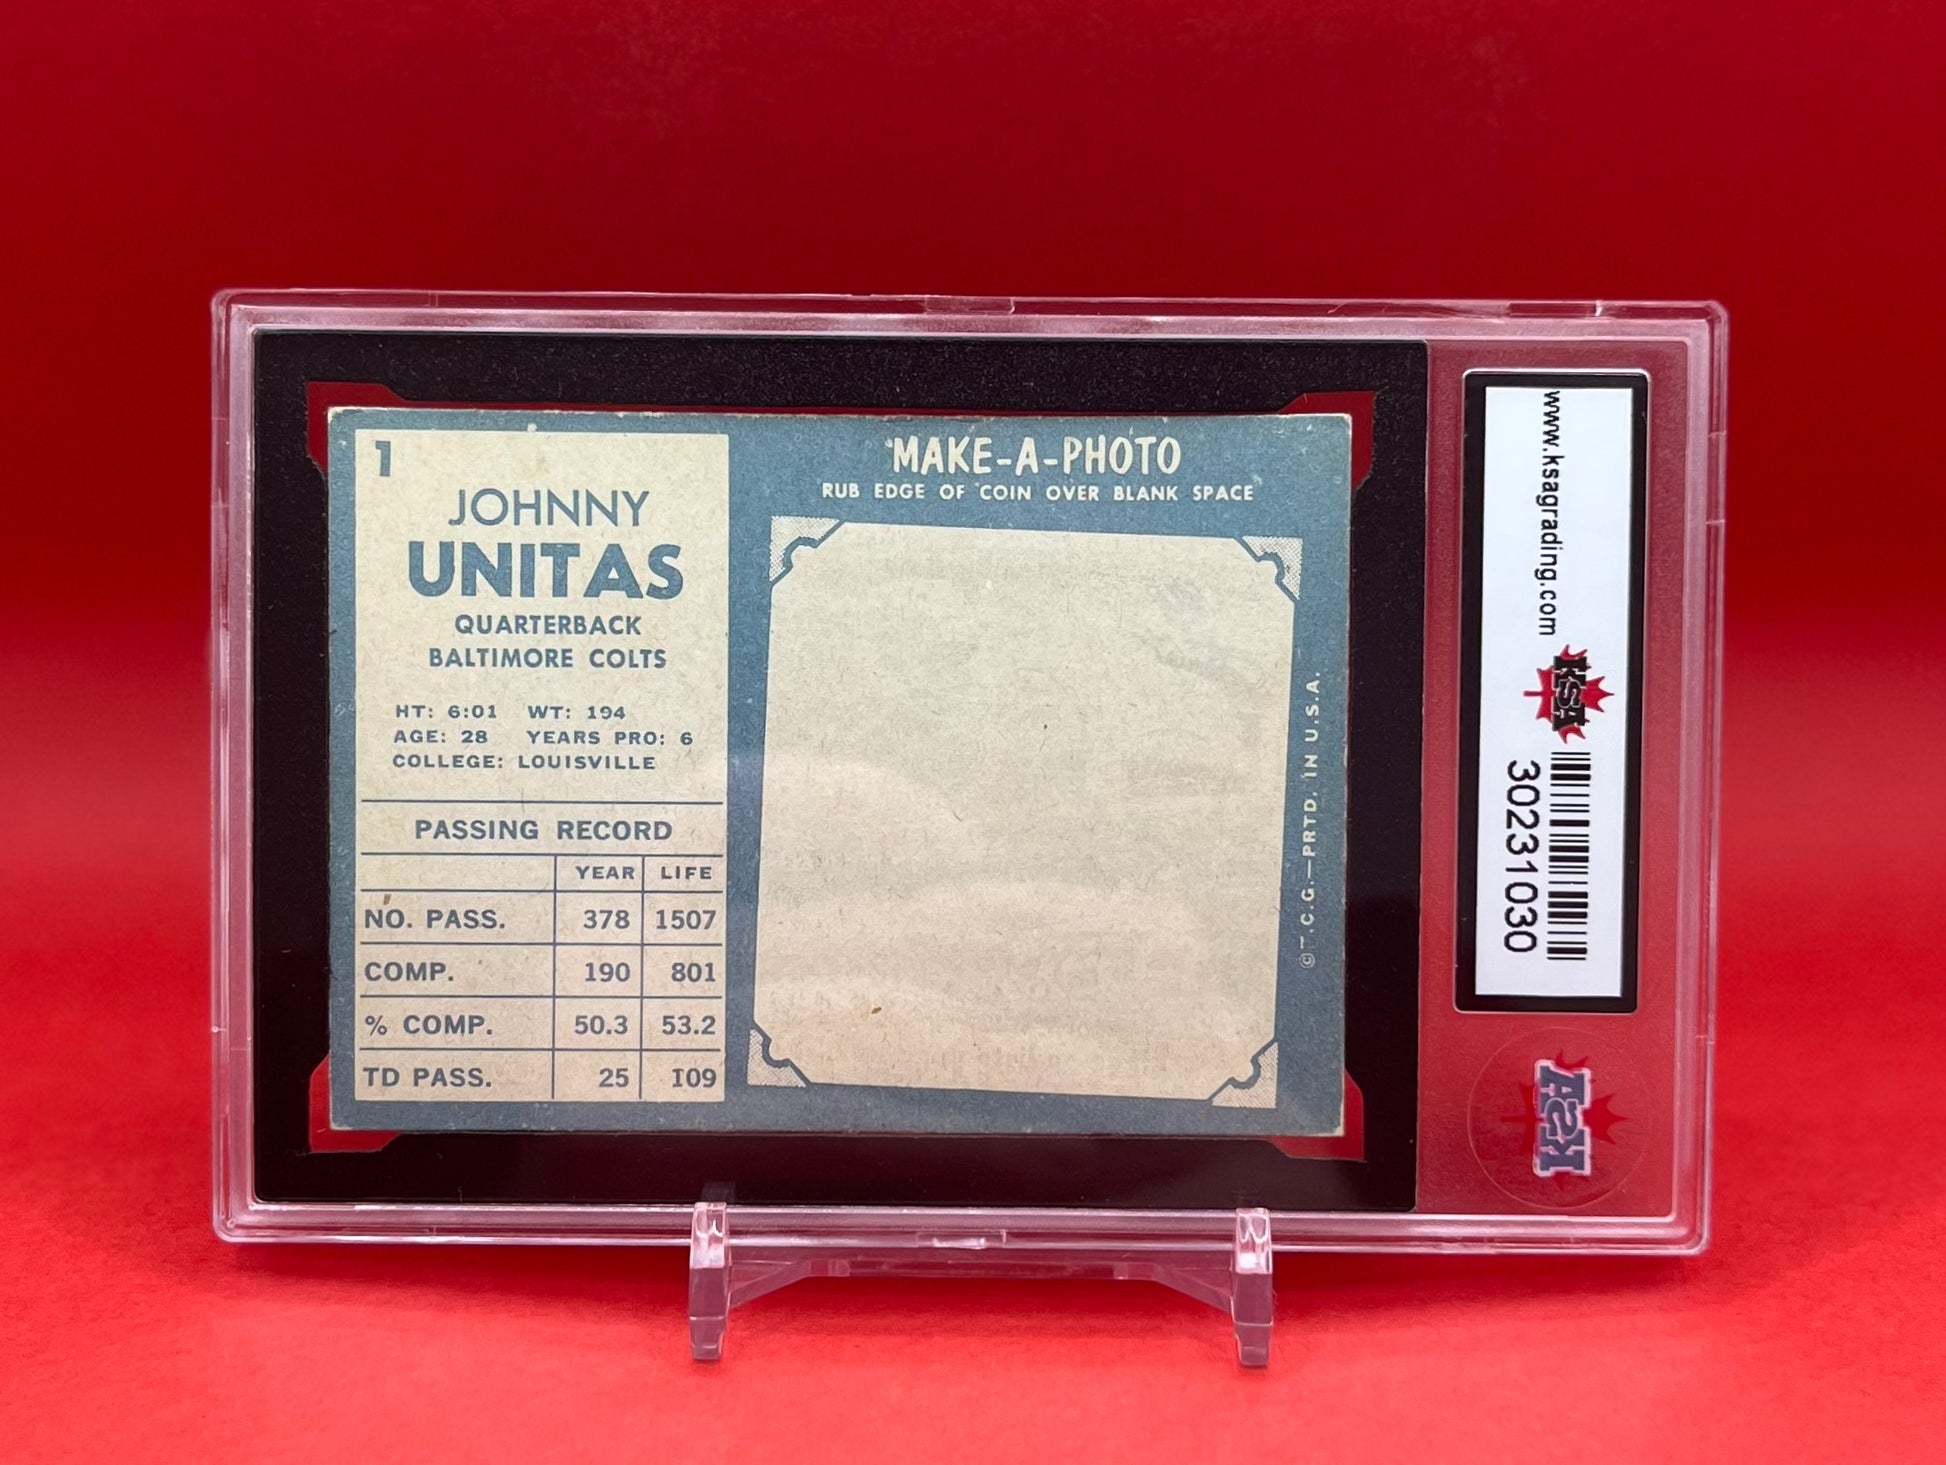 1
JOHNNY
UNITAS
QUARTERBACK
BALTIMORE COLTS
HT: 6:01 WT: 194
AGE: 28 YEARS PRO: 6
COLLEGE: LOUISVILLE
PASSING RECORD
YEAR LIFE
NO. PASS. 378 1507
COMP. 190 801
% COMP. 50.3 53.2
TD PASS. 25 109
MAKE-A-PHOTO
RUB EDGE OF COIN OVER BLANK SPACE
© T.C.G.—PRTD. IN U.S.A.
www.ksagrading.com
KSA
30231030
KSA